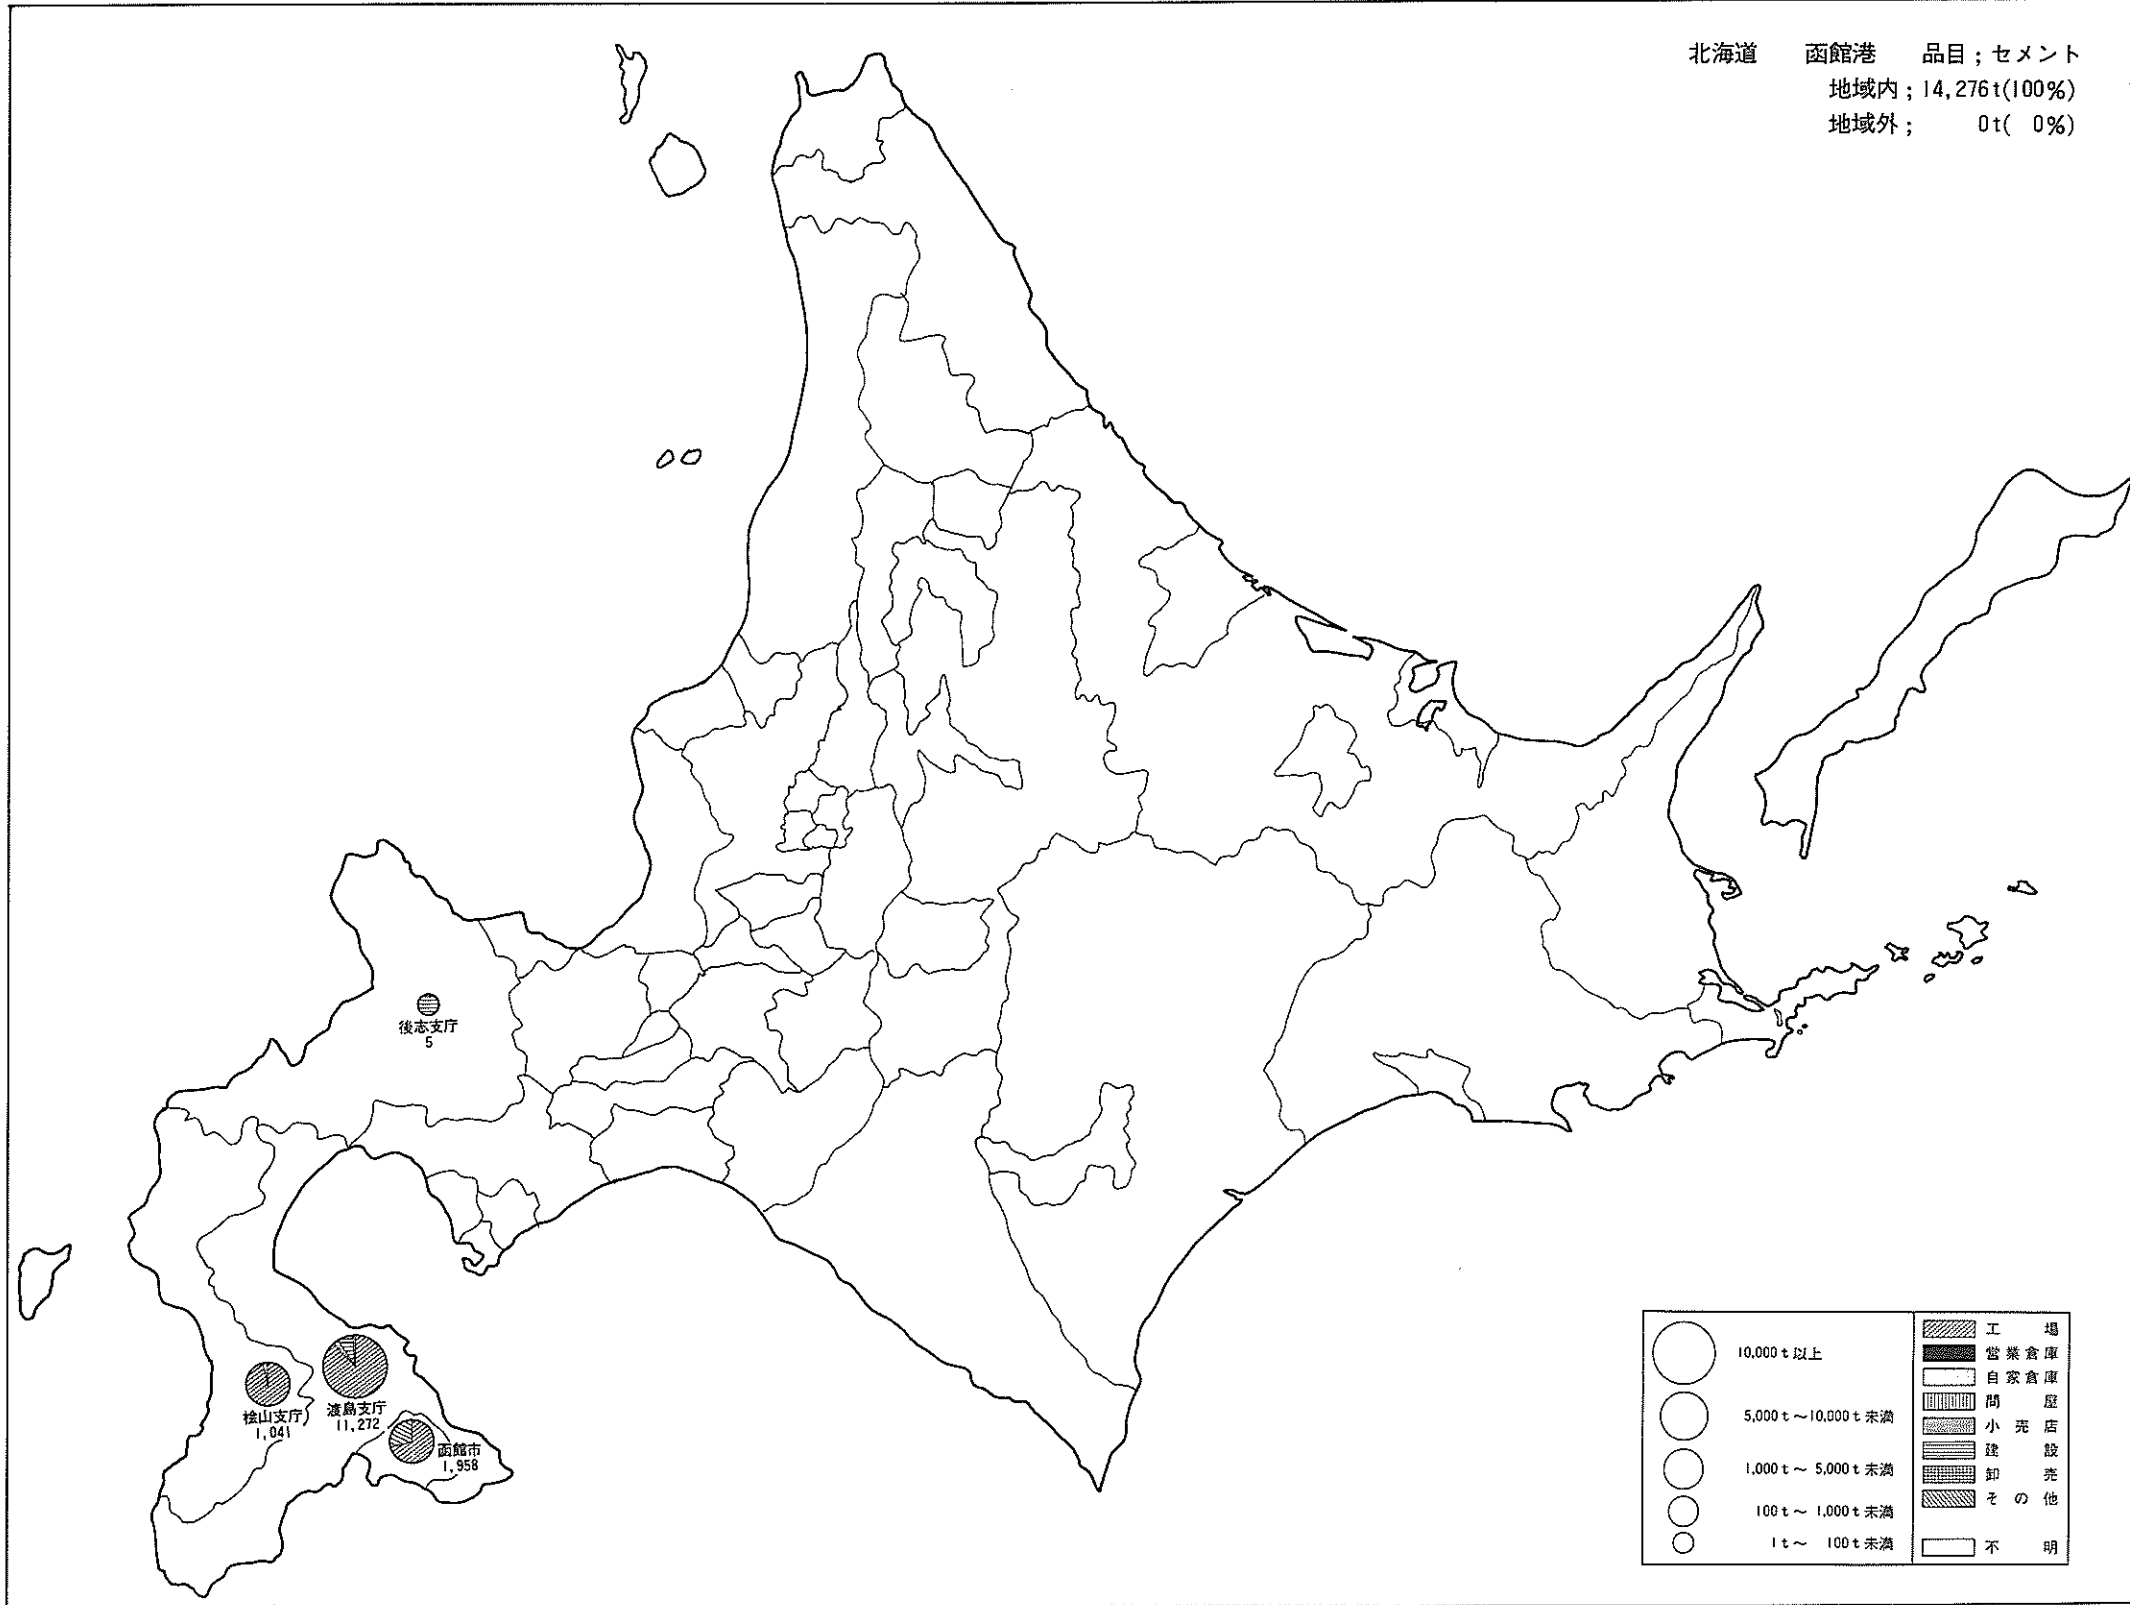 北海道 函館港 品目；セメント
地域内；14,276t(100%)
地域外； 0t( 0%)
後志支庁
5
桧山支庁)
1,041
渡島支庁
11,272
函館市
1,958
10,000t以上
5,000t～10,000t未満
1,000t～ 5,000t未満
100t～ 1,000t未満
1t～ 100t未満
工場
営業倉庫
自家倉庫
問屋
小売店
建設
卸売
その他
不明